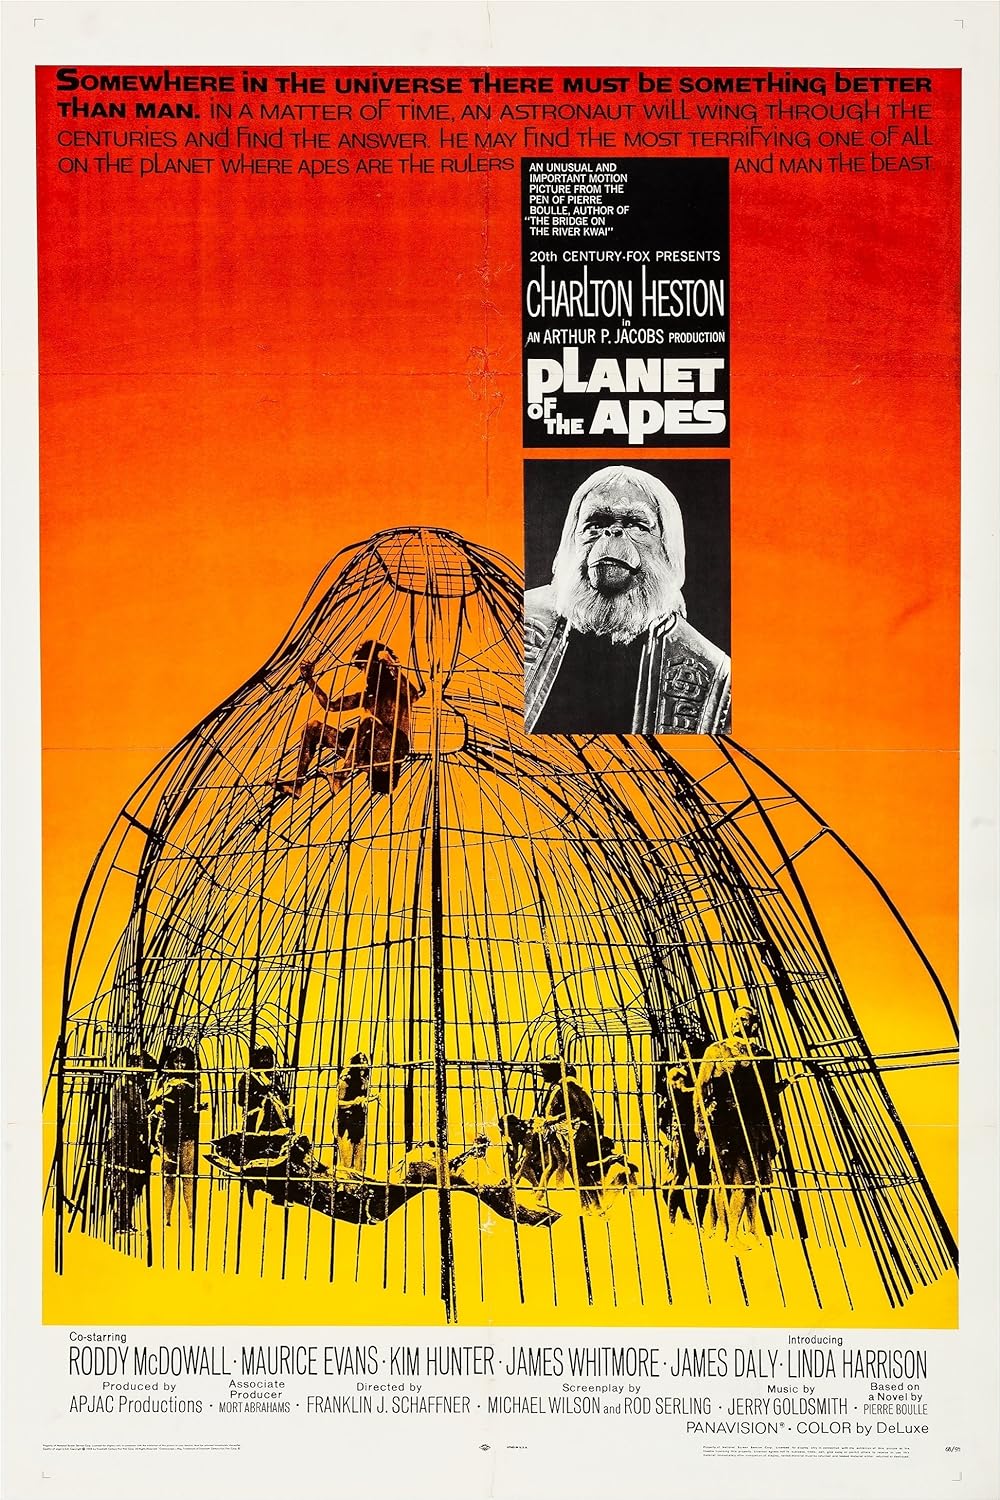 SOMEWHERE IN THE UNIVERSE THERE MUST BE SOMETHING BETTER
THAN MAN. IN A MATTER OF TIME, AN ASTRONAUT WILL WING THROUGH THE
CENTURIES AND FIND THE ANSWER. HE MAY FIND THE MOST TERRIFYING ONE OF ALL
ON THE PLANET WHERE APES ARE THE RULERS AND MAN THE BEAST.
AN UNUSUAL AND
IMPORTANT MOTION
PICTURE FROM THE
PEN OF PIERRE
BOULLE, AUTHOR OF
"THE BRIDGE ON
THE RIVER KWAI"
20th CENTURY-FOX PRESENTS
CHARLTON HESTON
in
AN ARTHUR P. JACOBS PRODUCTION
PLANET
OF THE APES
Co-starring
Introducing
RODDY McDOWALL · MAURICE EVANS · KIM HUNTER · JAMES WHITMORE · JAMES DALY · LINDA HARRISON
Produced by
APJAC Productions ·
Associate
Producer
MORT ABRAHAMS ·
Directed by
FRANKLIN J. SCHAFFNER ·
Screenplay by
MICHAEL WILSON and ROD SERLING ·
Music by
JERRY GOLDSMITH ·
Based on
a Novel by
PIERRE BOULLE
PANAVISION® · COLOR by DeLuxe